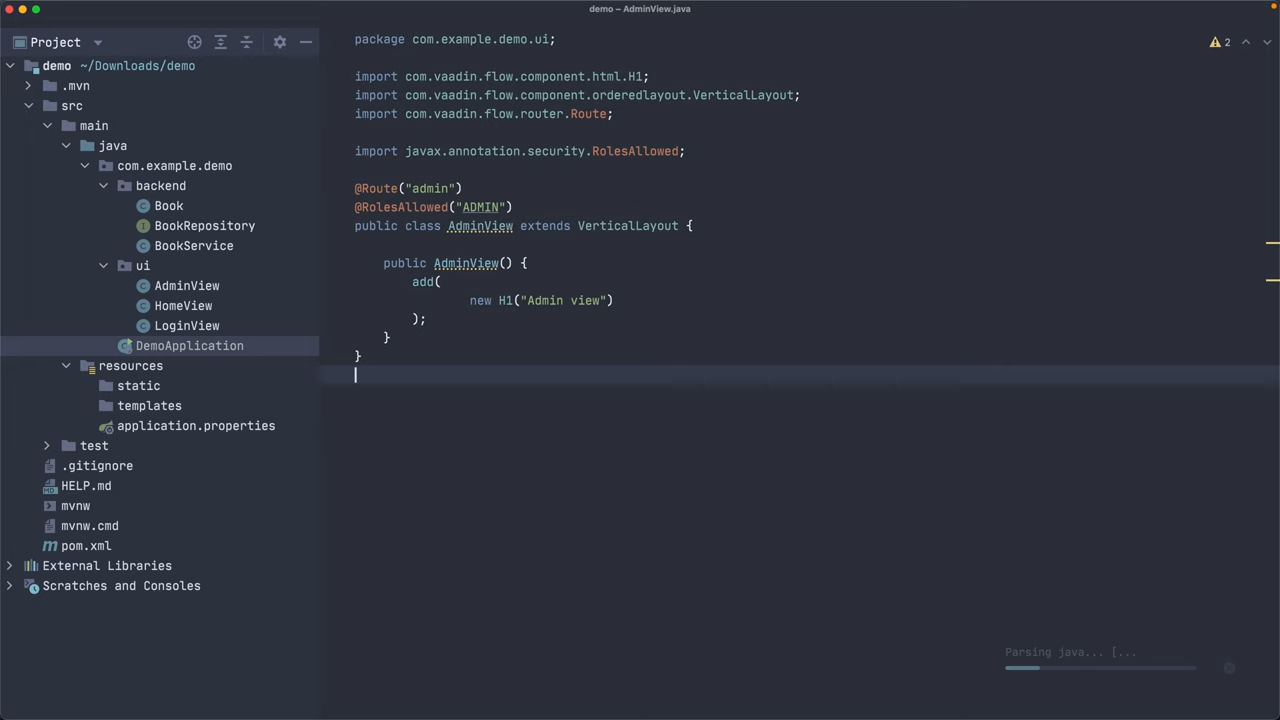 demo – AdminView.java
Project
demo ~/Downloads/demo
.mvn
src
main
java
com.example.demo
backend
Book
BookRepository
BookService
ui
AdminView
HomeView
LoginView
DemoApplication
resources
static
templates
application.properties
test
.gitignore
HELP.md
mvnw
mvnw.cmd
pom.xml
External Libraries
Scratches and Consoles
package com.example.demo.ui;
import com.vaadin.flow.component.html.H1;
import com.vaadin.flow.component.orderedlayout.VerticalLayout;
import com.vaadin.flow.router.Route;
import javax.annotation.security.RolesAllowed;
@Route("admin")
@RolesAllowed("ADMIN")
public class AdminView extends VerticalLayout {
public AdminView() {
add(
new H1("Admin view")
);
}
}
2
Parsing java... [...